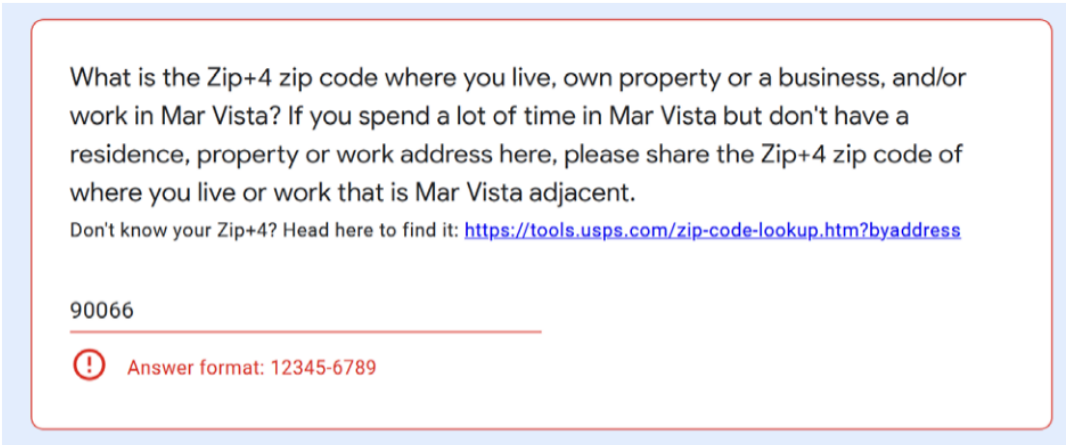 What is the Zip+4 zip code where you live, own property or a business, and/or
work in Mar Vista? If you spend a lot of time in Mar Vista but don't have a
residence, property or work address here, please share the Zip+4 zip code of
where you live or work that is Mar Vista adjacent.
Don't know your Zip+4? Head here to find it: https://tools.usps.com/zip-code-lookup.htm?byaddress
90066
Answer format: 12345-6789